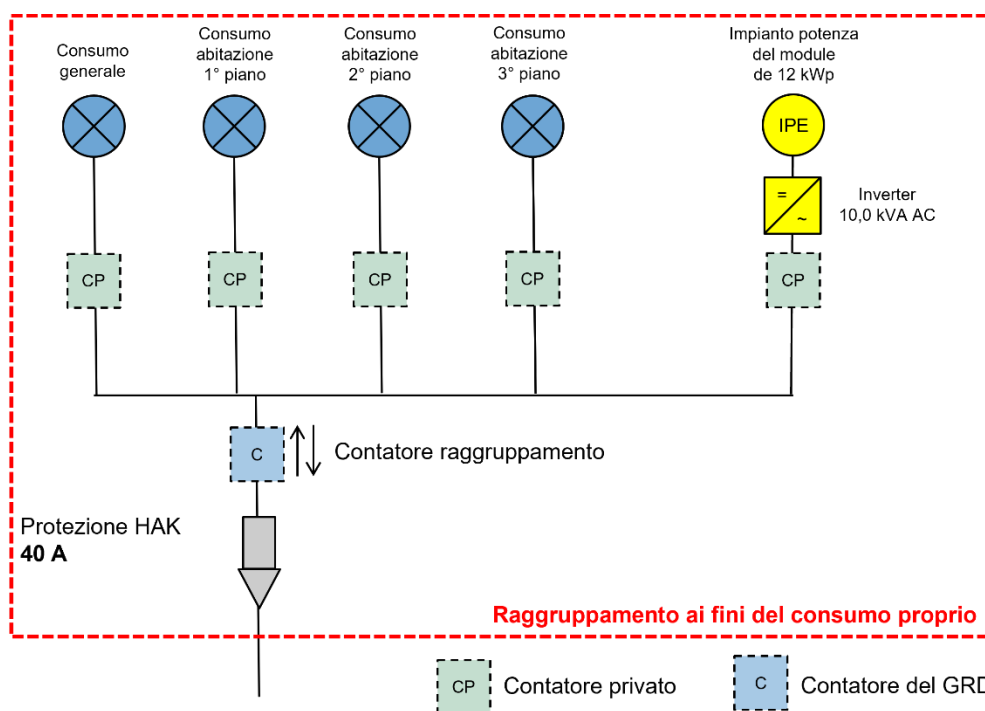 Consumo
generale
Consumo
abitazione
1° piano
Consumo
abitazione
2° piano
Consumo
abitazione
3° piano
Impianto potenza
del module
de 12 kWp
IPE
=
~
Inverter
10,0 kVA AC
CP
CP
CP
CP
CP
C
Contatore raggruppamento
Protezione HAK
40 A
Raggruppamento ai fini del consumo proprio
CP
Contatore privato
C
Contatore del GRD